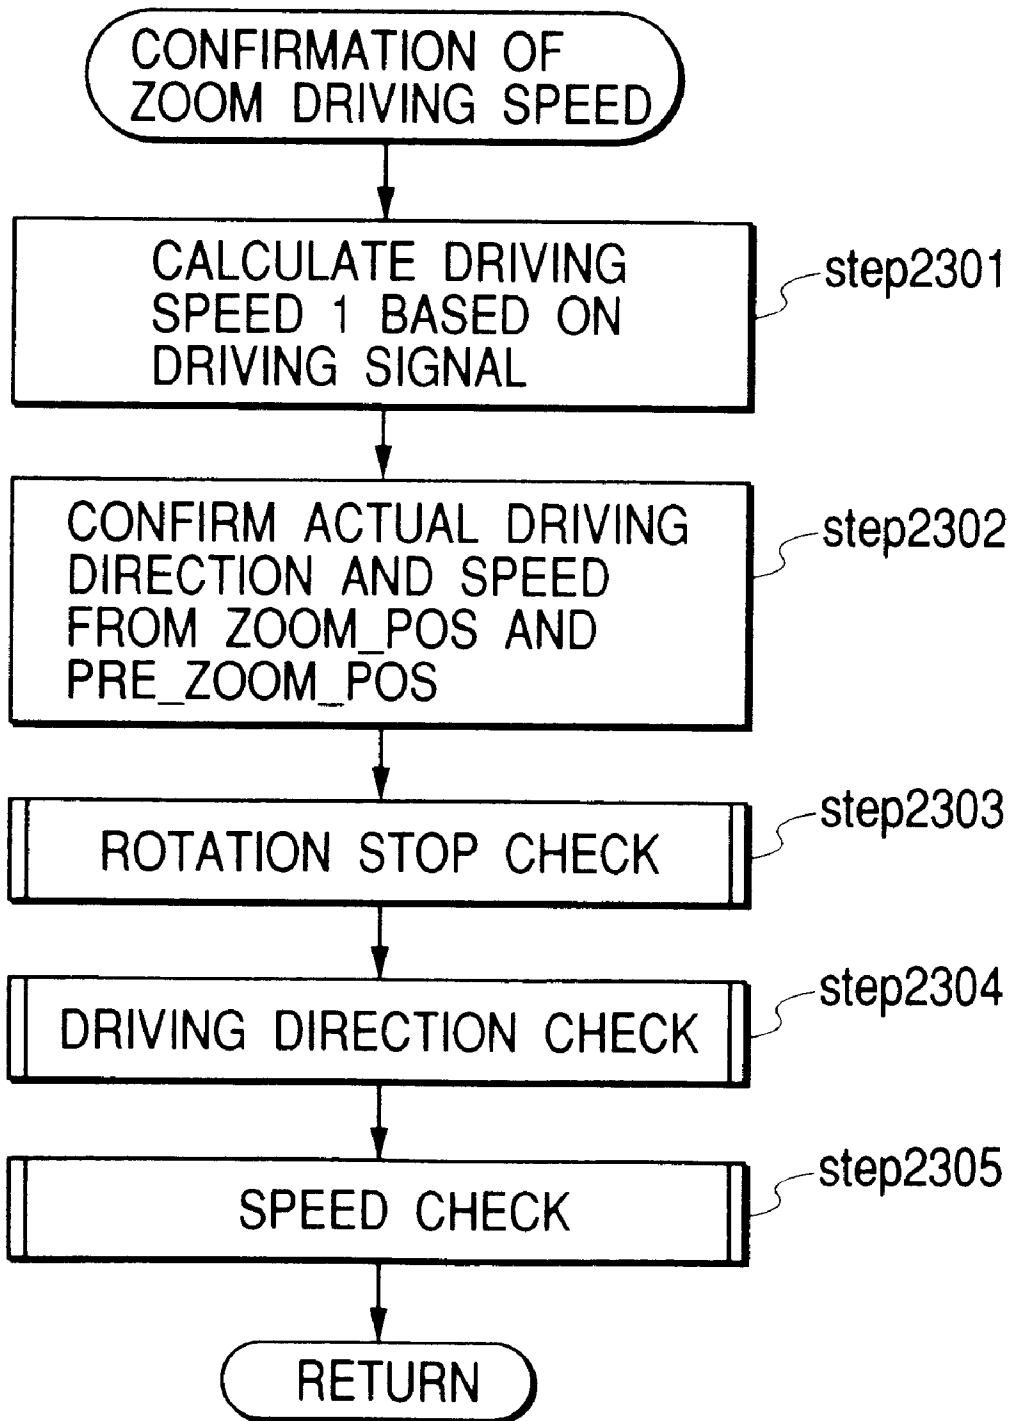 CONFIRMATION OF
ZOOM DRIVING SPEED
CALCULATE DRIVING
SPEED 1 BASED ON
DRIVING SIGNAL
step2301
CONFIRM ACTUAL DRIVING
DIRECTION AND SPEED
FROM ZOOM_POS AND
PRE_ZOOM_POS
step2302
ROTATION STOP CHECK
step2303
DRIVING DIRECTION CHECK
step2304
SPEED CHECK
step2305
RETURN